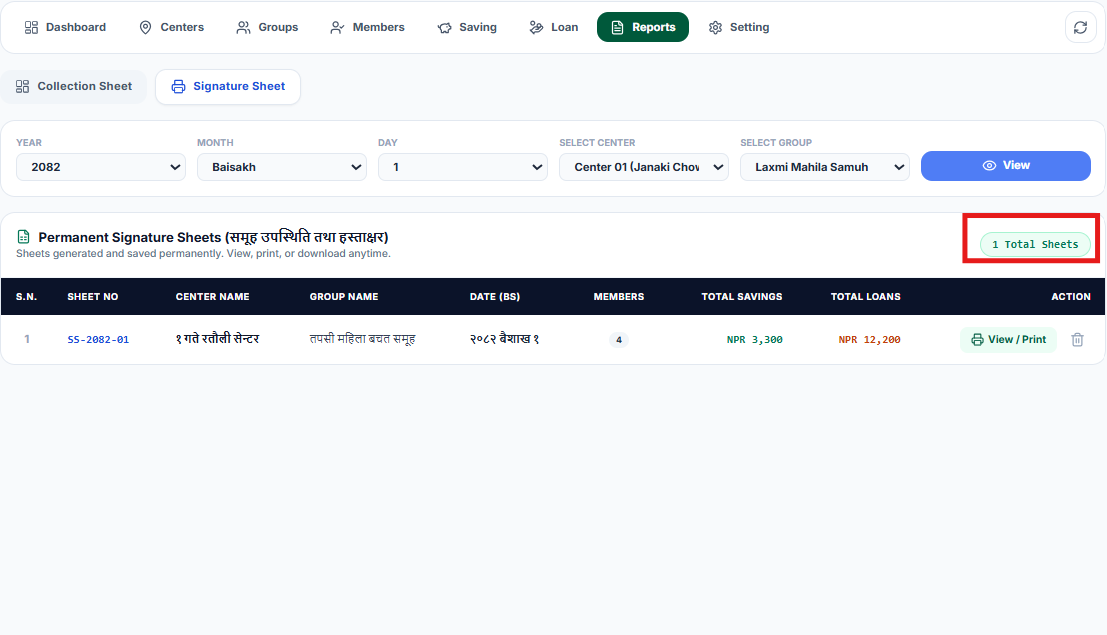 Dashboard Centers Groups Members Saving Loan Reports Setting
Collection Sheet Signature Sheet
YEAR MONTH DAY SELECT CENTER SELECT GROUP
2082 Baisakh 1 Center 01 (Janaki Chow Laxmi Mahila Samuh View
Permanent Signature Sheets (समूह उपस्थिति तथा हस्ताक्षर)
1 Total Sheets
Sheets generated and saved permanently. View, print, or download anytime.
S.N. SHEET NO CENTER NAME GROUP NAME DATE (BS) MEMBERS TOTAL SAVINGS TOTAL LOANS ACTION
1 SS-2082-01 १ गते रतौली सेन्टर तपसी महिला बचत समूह २०८२ बैशाख १ 4 NPR 3,300 NPR 12,200 View / Print